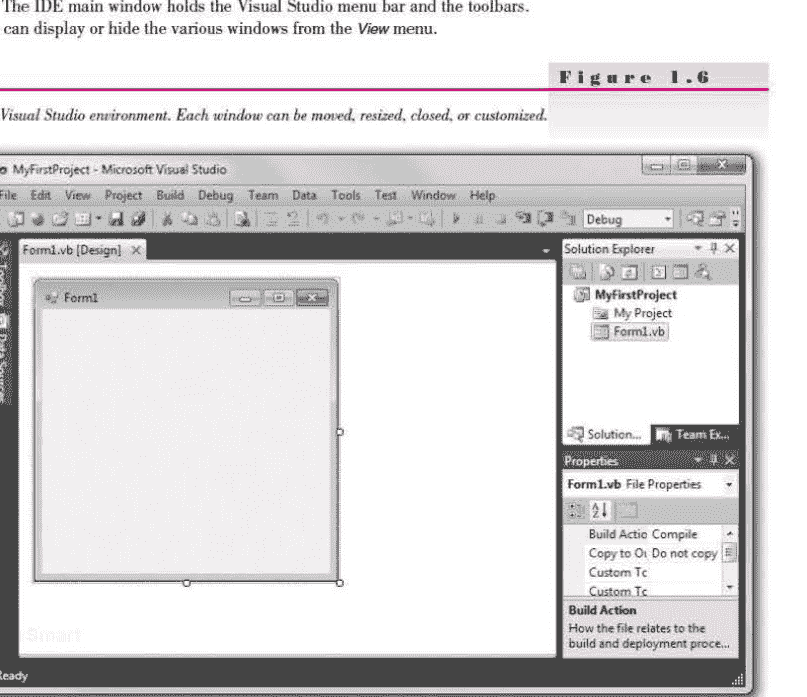 The IDE main window holds the Visual Studio menu bar and the toolbars.
can display or hide the various windows from the View menu.
Figure 1.6
Visual Studio environment. Each window can be moved, resized, closed, or customized.
MyFirstProject - Microsoft Visual Studio
File Edit View Project Build Debug Team Data Tools Test Window Help
Debug
Form1.vb [Design]
Solution Explorer
Toolbox
Data Sources
Form1
MyFirstProject
My Project
Form1.vb
Solution... Team Ex...
Properties
Form1.vb File Properties
Build Actio Compile
Copy to Ou Do not copy
Custom Tc
Custom Tc
Build Action
How the file relates to the
build and deployment proce...
Smart
Ready